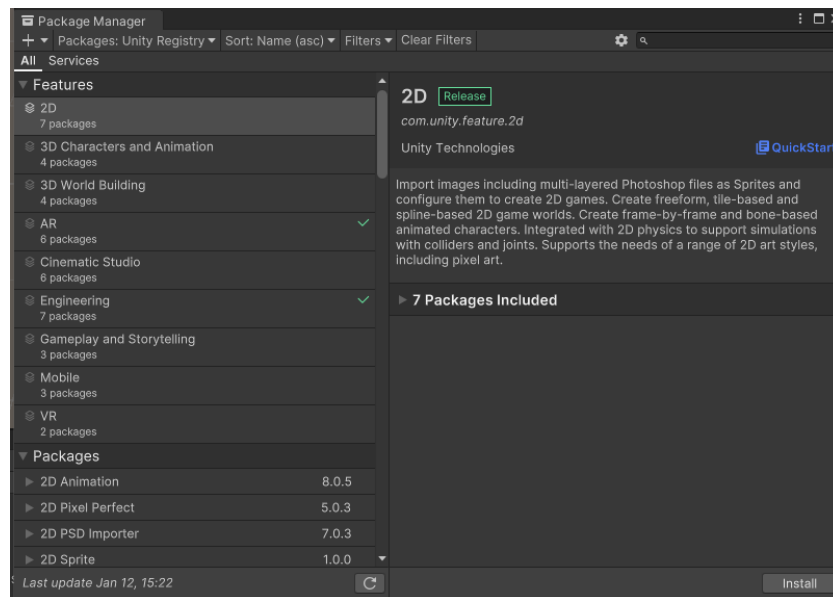 Package Manager
+ Packages: Unity Registry Sort: Name (asc) Filters Clear Filters
All Services
Features
2D
7 packages
3D Characters and Animation
4 packages
3D World Building
4 packages
AR
6 packages
Cinematic Studio
6 packages
Engineering
7 packages
Gameplay and Storytelling
3 packages
Mobile
3 packages
VR
2 packages
Packages
2D Animation 8.0.5
2D Pixel Perfect 5.0.3
2D PSD Importer 7.0.3
2D Sprite 1.0.0
Last update Jan 12, 15:22
2D Release
com.unity.feature.2d
Unity Technologies QuickStart
Import images including multi-layered Photoshop files as Sprites and
configure them to create 2D games. Create freeform, tile-based and
spline-based 2D game worlds. Create frame-by-frame and bone-based
animated characters. Integrated with 2D physics to support simulations
with colliders and joints. Supports the needs of a range of 2D art styles,
including pixel art.
7 Packages Included
Install